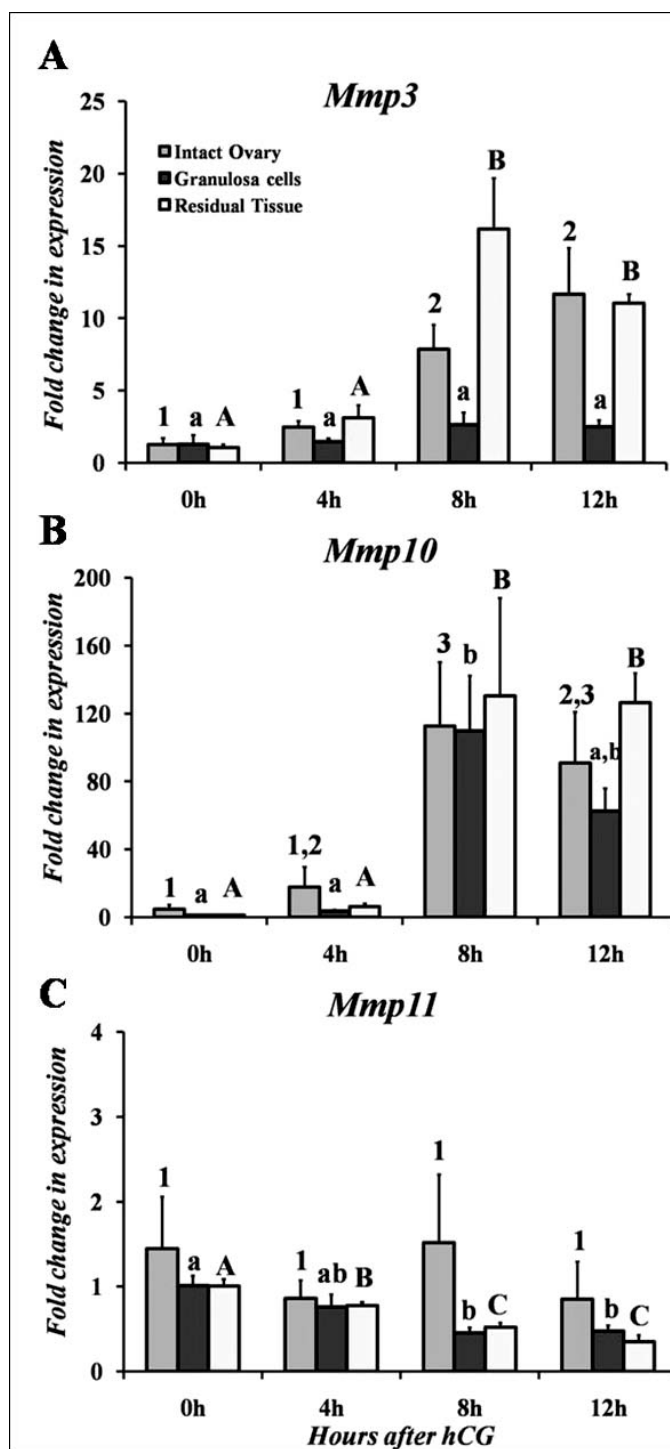 A
Mmp3
Fold change in expression
25
20
15
10
5
0
Intact Ovary
Granulosa cells
Residual Tissue
1 a A
1 a A
2 a B
2 a B
0h 4h 8h 12h
B
Mmp10
Fold change in expression
200
160
120
80
40
0
1 a A
1,2 a A
3 b B
2,3 a,b B
0h 4h 8h 12h
C
Mmp11
Fold change in expression
4
3
2
1
0
1 a A
1 ab B
1 b C
1 b C
0h 4h 8h 12h
Hours after hCG